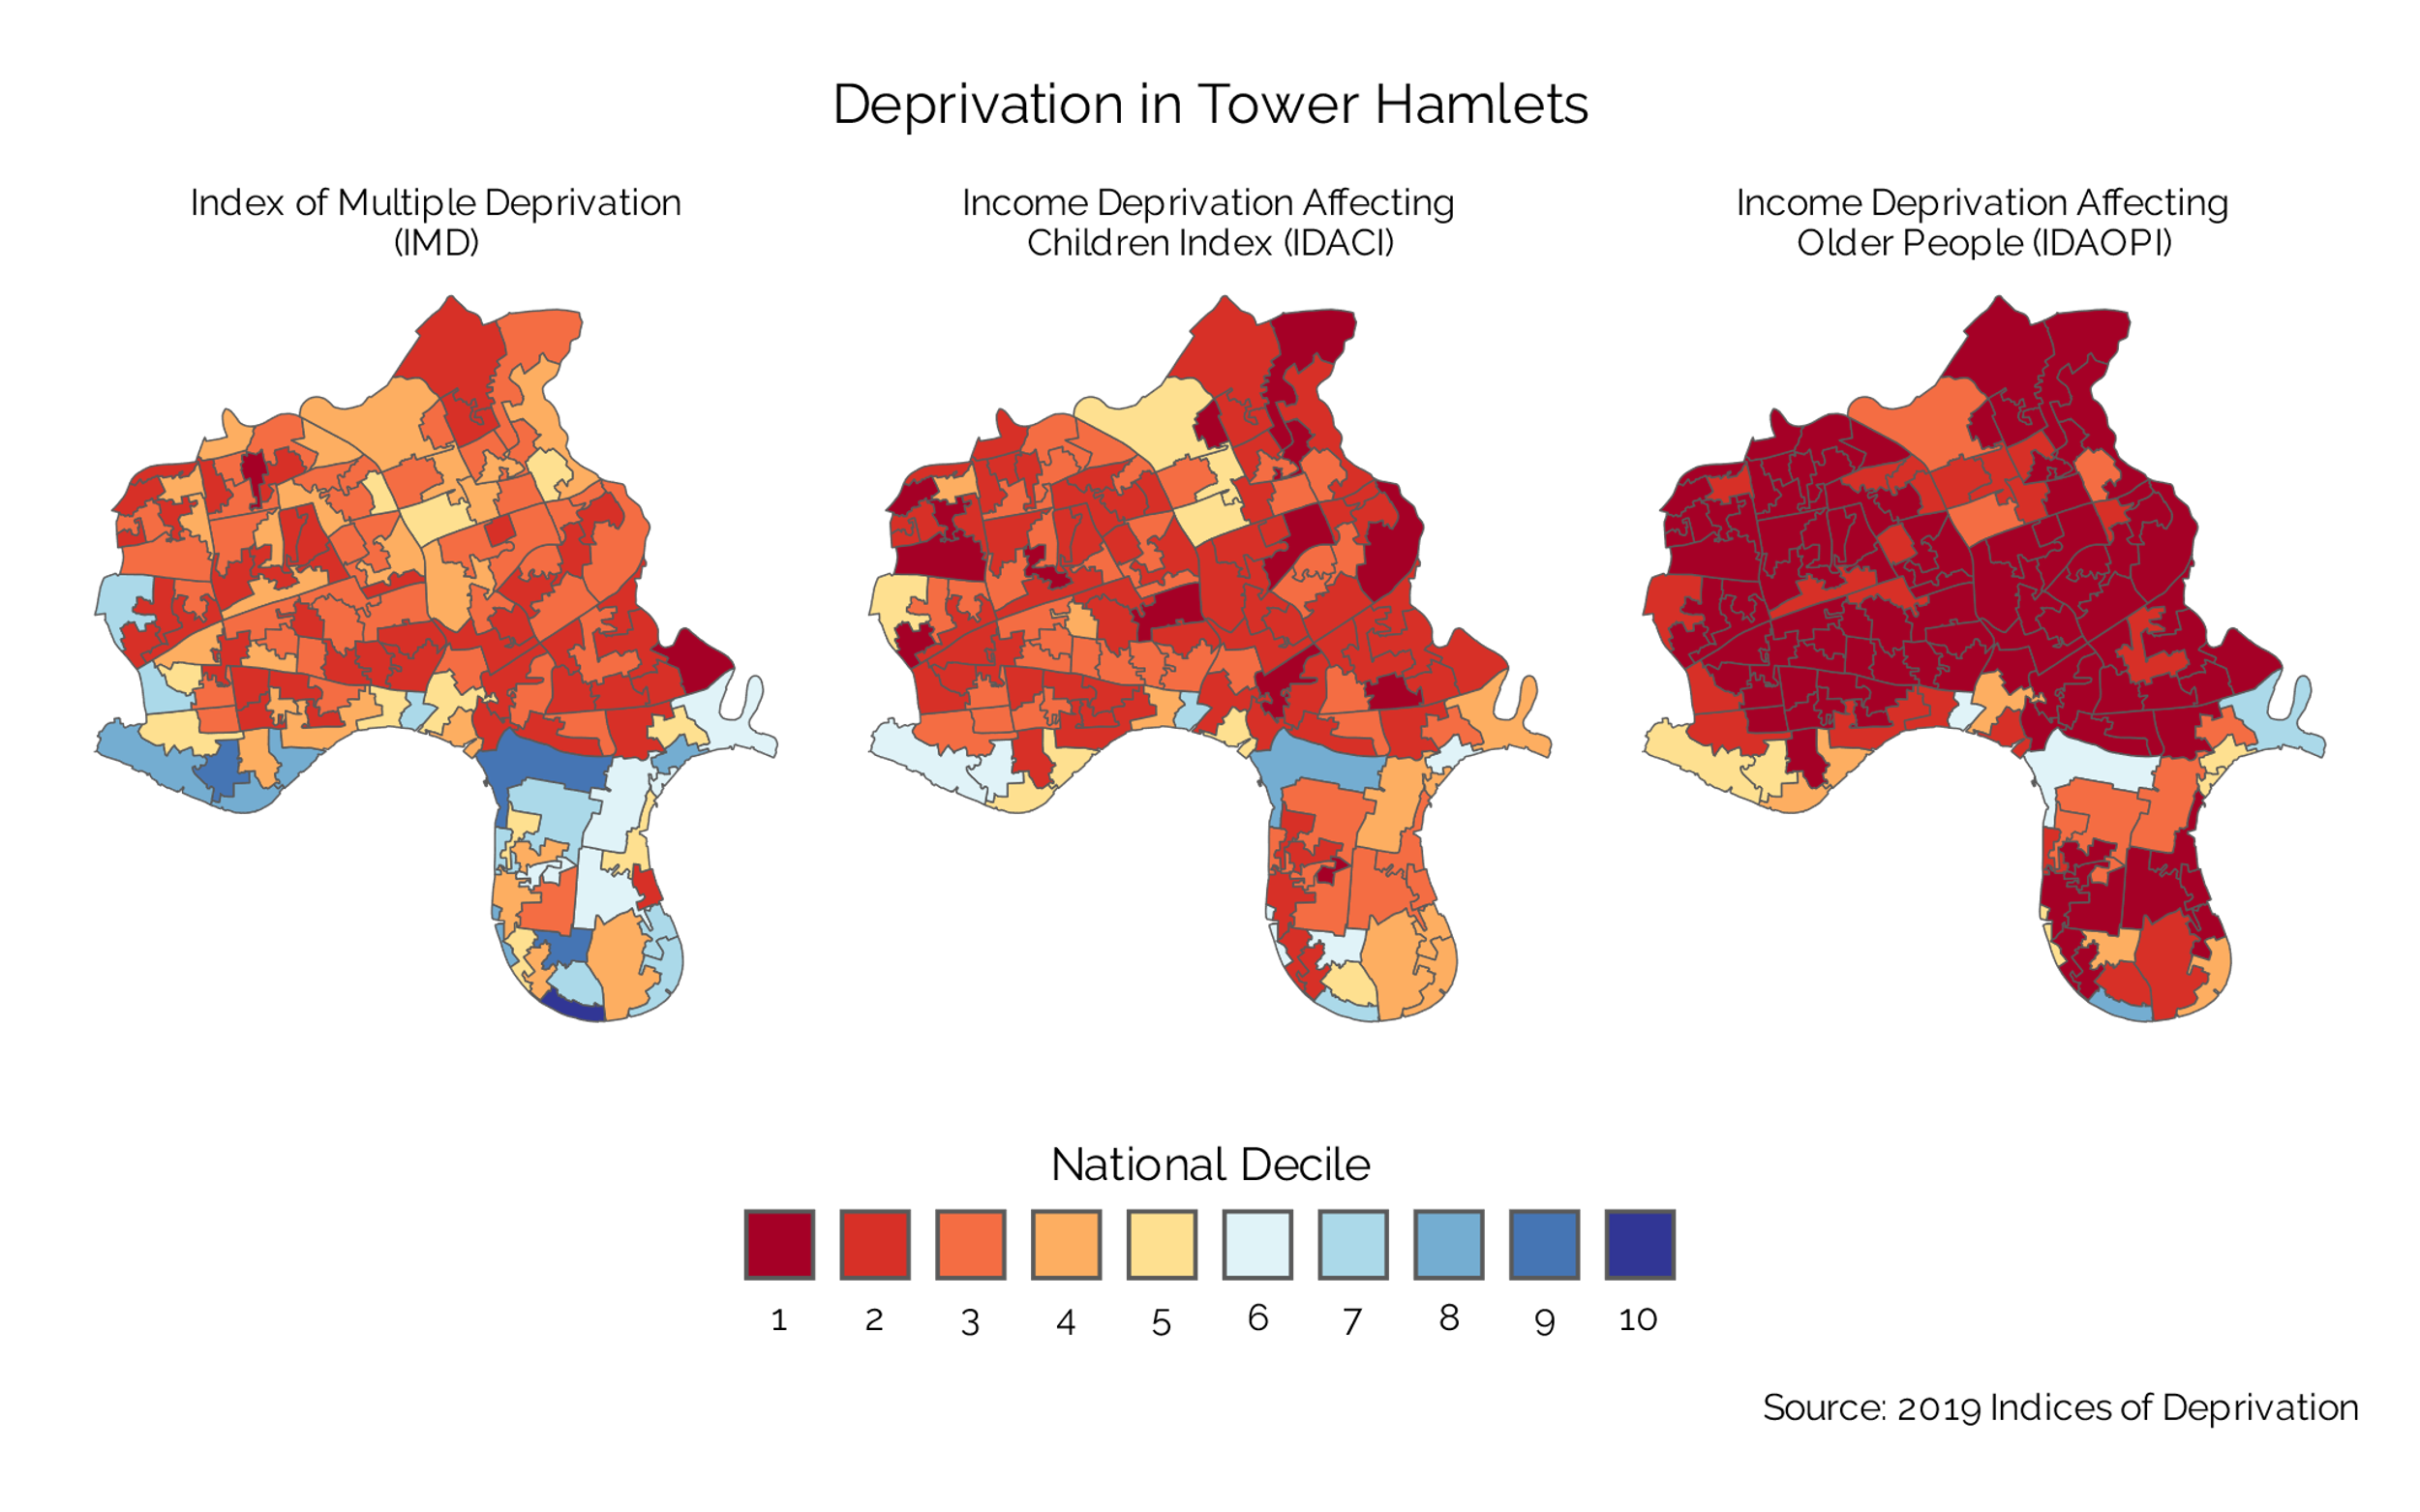 Deprivation in Tower Hamlets
Index of Multiple Deprivation
(IMD)
Income Deprivation Affecting
Children Index (IDACI)
Income Deprivation Affecting
Older People (IDAOPI)
National Decile
1 2 3 4 5 6 7 8 9 10
Source: 2019 Indices of Deprivation